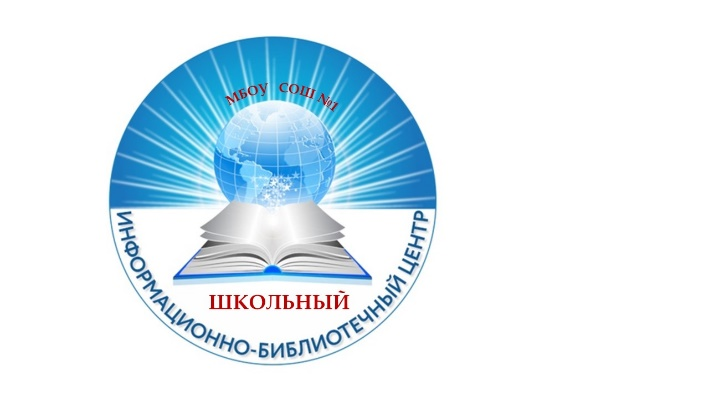 МБОУ СОШ №1
ШКОЛЬНЫЙ
ИНФОРМАЦИОННО-БИБЛИОТЕЧНЫЙ ЦЕНТР